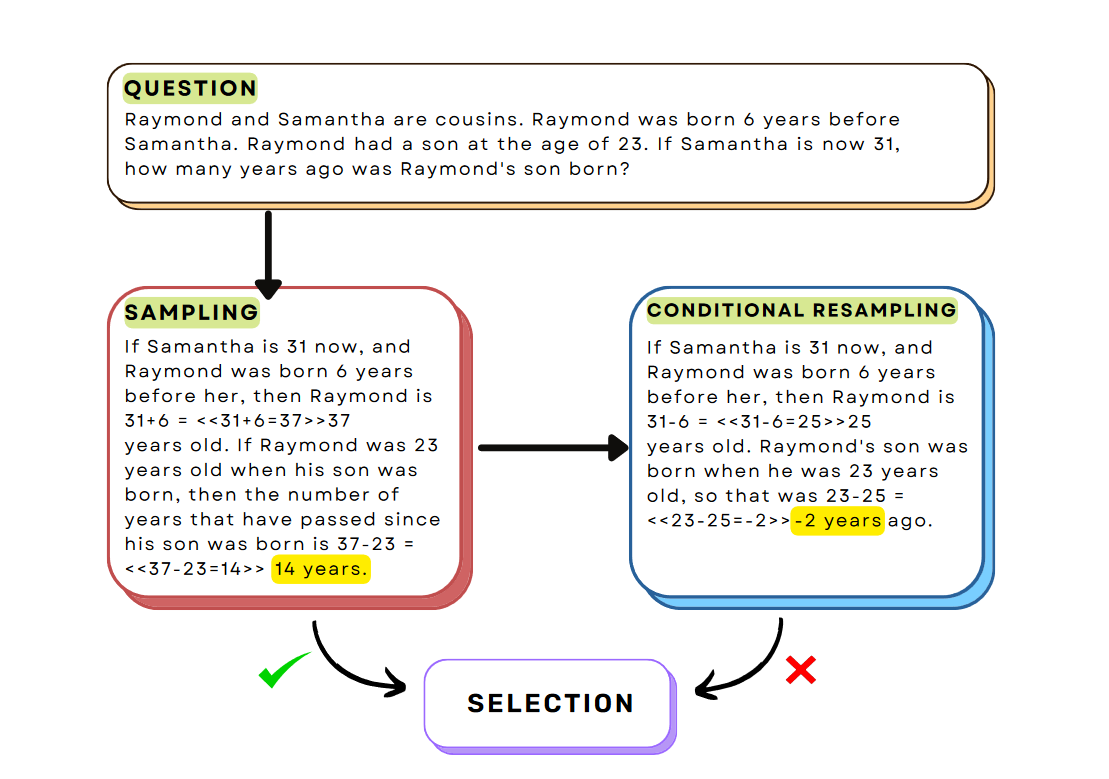 QUESTION
Raymond and Samantha are cousins. Raymond was born 6 years before
Samantha. Raymond had a son at the age of 23. If Samantha is now 31,
how many years ago was Raymond's son born?
SAMPLING
If Samantha is 31 now, and
Raymond was born 6 years
before her, then Raymond is
31+6 = <<31+6=37>>37
years old. If Raymond was 23
years old when his son was
born, then the number of
years that have passed since
his son was born is 37-23 =
<<37-23=14>> 14 years.
CONDITIONAL RESAMPLING
If Samantha is 31 now, and
Raymond was born 6 years
before her, then Raymond is
31-6 = <<31-6=25>>25
years old. Raymond's son was
born when he was 23 years
old, so that was 23-25 =
<<23-25=-2>>-2 years ago.
SELECTION